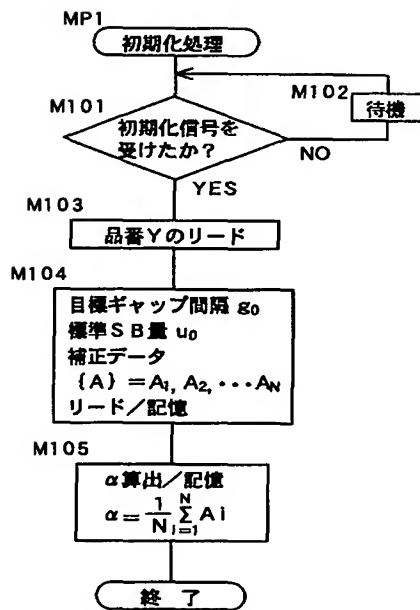 MP1
初期化処理
M101
M102
待機
初期化信号を
受けたか？
NO
YES
M103
品番Yのリード
M104
目標ギャップ間隔 g₀
標準SB量 u₀
補正データ
{A} = A₁, A₂, ・・・A_N
リード／記憶
M105
α算出／記憶
α = 1/N Σ_{i=1}^{N} Ai
終 了